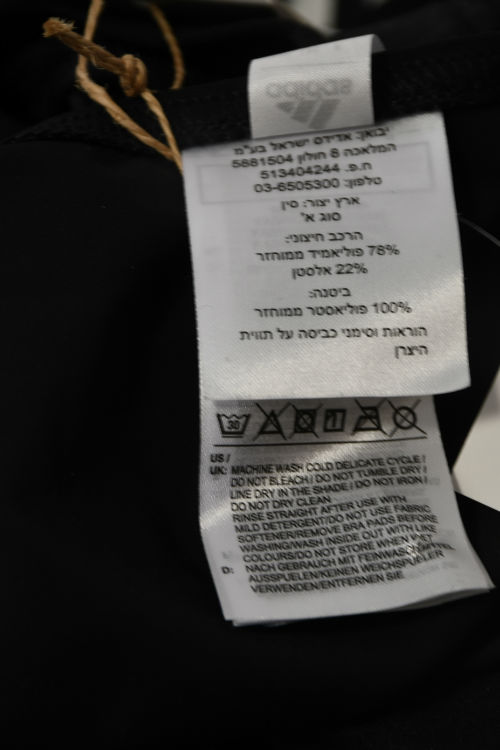 adidas
יבואן: אדידס ישראל בע"מ
המלאכה 8 חולון 5881504
ח.פ. 513404244
טלפון: 03-6505300
ארץ יצור: סין
סוג א'
הרכב חיצוני:
78% פוליאמיד ממוחזר
22% אלסטן
ביטנה:
100% פוליאסטר ממוחזר
הוראות וסימני כביסה על תווית
היצרן
30
US /
UK: MACHINE WASH COLD DELICATE CYCLE /
DO NOT BLEACH / DO NOT TUMBLE DRY /
LINE DRY IN THE SHADE / DO NOT IRON /
DO NOT DRY CLEAN
RINSE STRAIGHT AFTER USE WITH
MILD DETERGENT/DO NOT USE FABRIC
SOFTENER/REMOVE BRA PADS BEFORE
WASHING/WASH INSIDE OUT WITH LIKE
COLOURS/DO NOT STORE WHEN WET
D: NACH GEBRAUCH MIT FEINWASCHMITTEL
AUSSPUELEN/KEINEN WEICHSPUELER
VERWENDEN/ENTFERNEN SIE